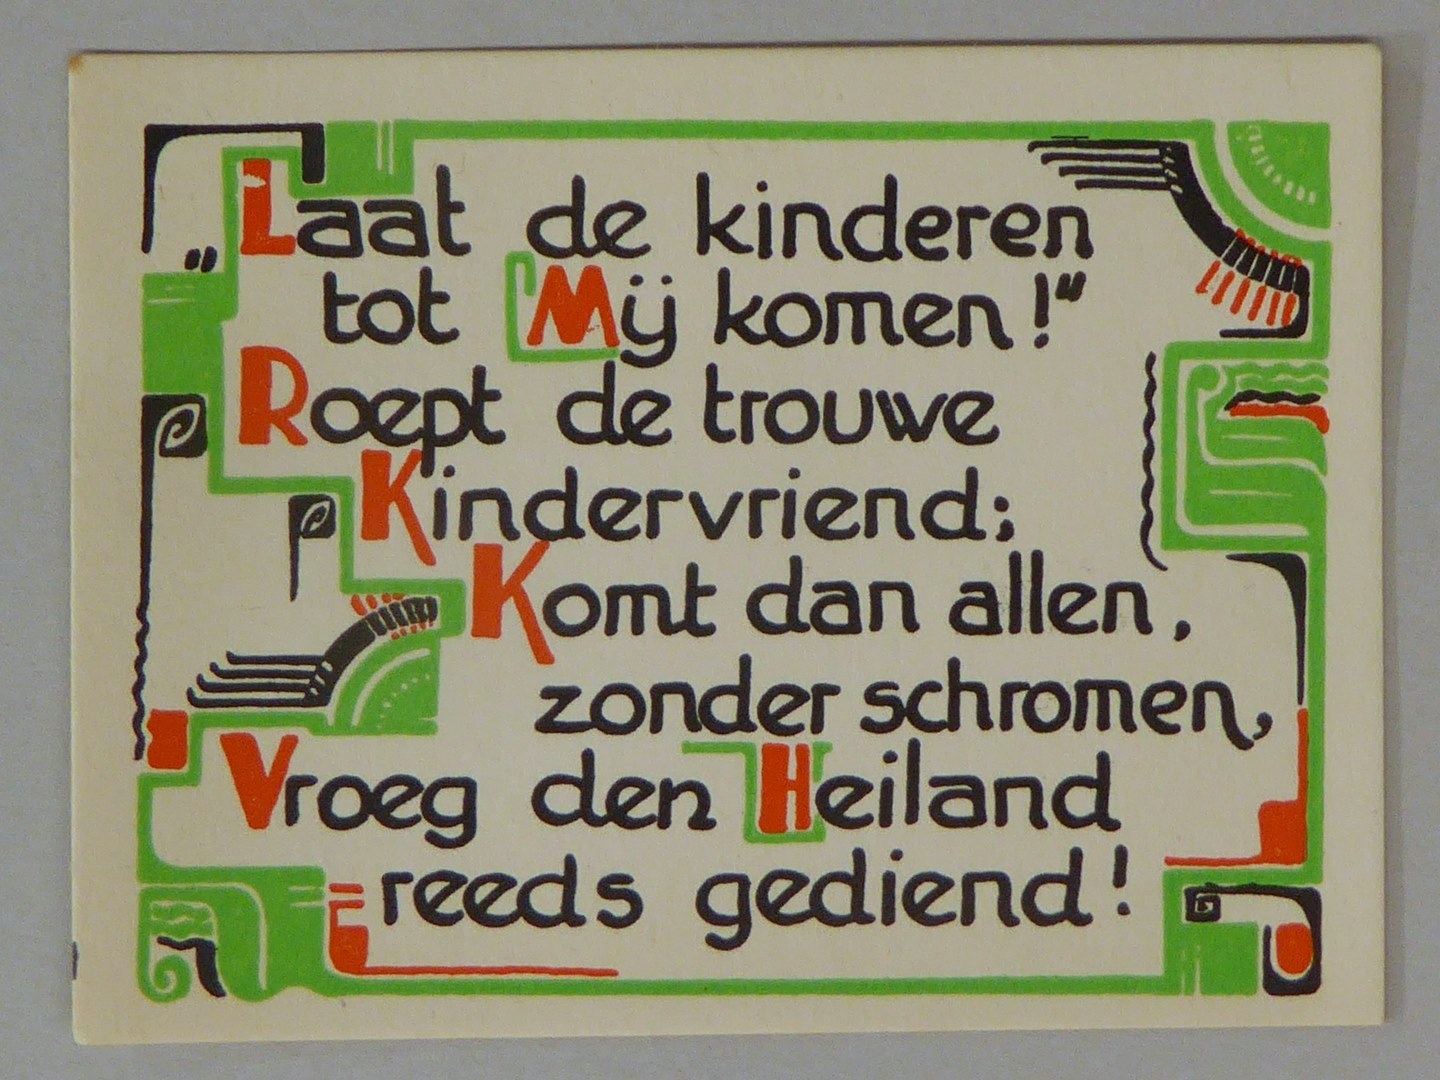 „Laat de kinderen
tot Mij komen!"
Roept de trouwe
Kindervriend;
Komt dan allen,
zonder schromen,
Vroeg den Heiland
reeds gediend!